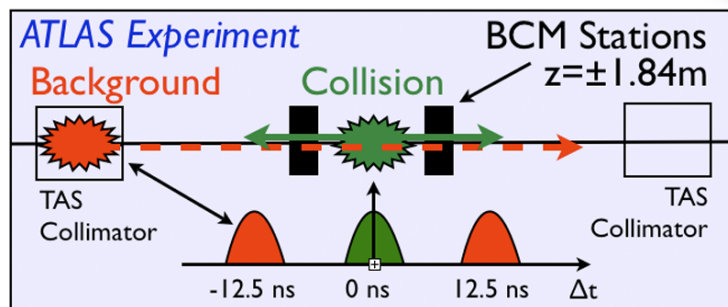 ATLAS Experiment
BCM Stations
z=±1.84m
Background
Collision
TAS
Collimator
TAS
Collimator
-12.5 ns
0 ns
12.5 ns
Δt